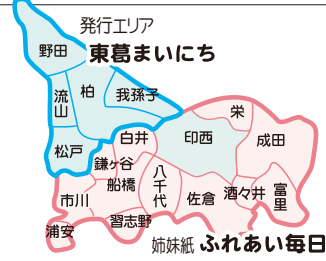 発行エリア
東葛まいにち
野田
流山
柏
我孫子
松戸
白井
印西
栄
成田
鎌ヶ谷
船橋
八千代
佐倉
酒々井
富里
市川
習志野
浦安
姉妹紙 ふれあい毎日